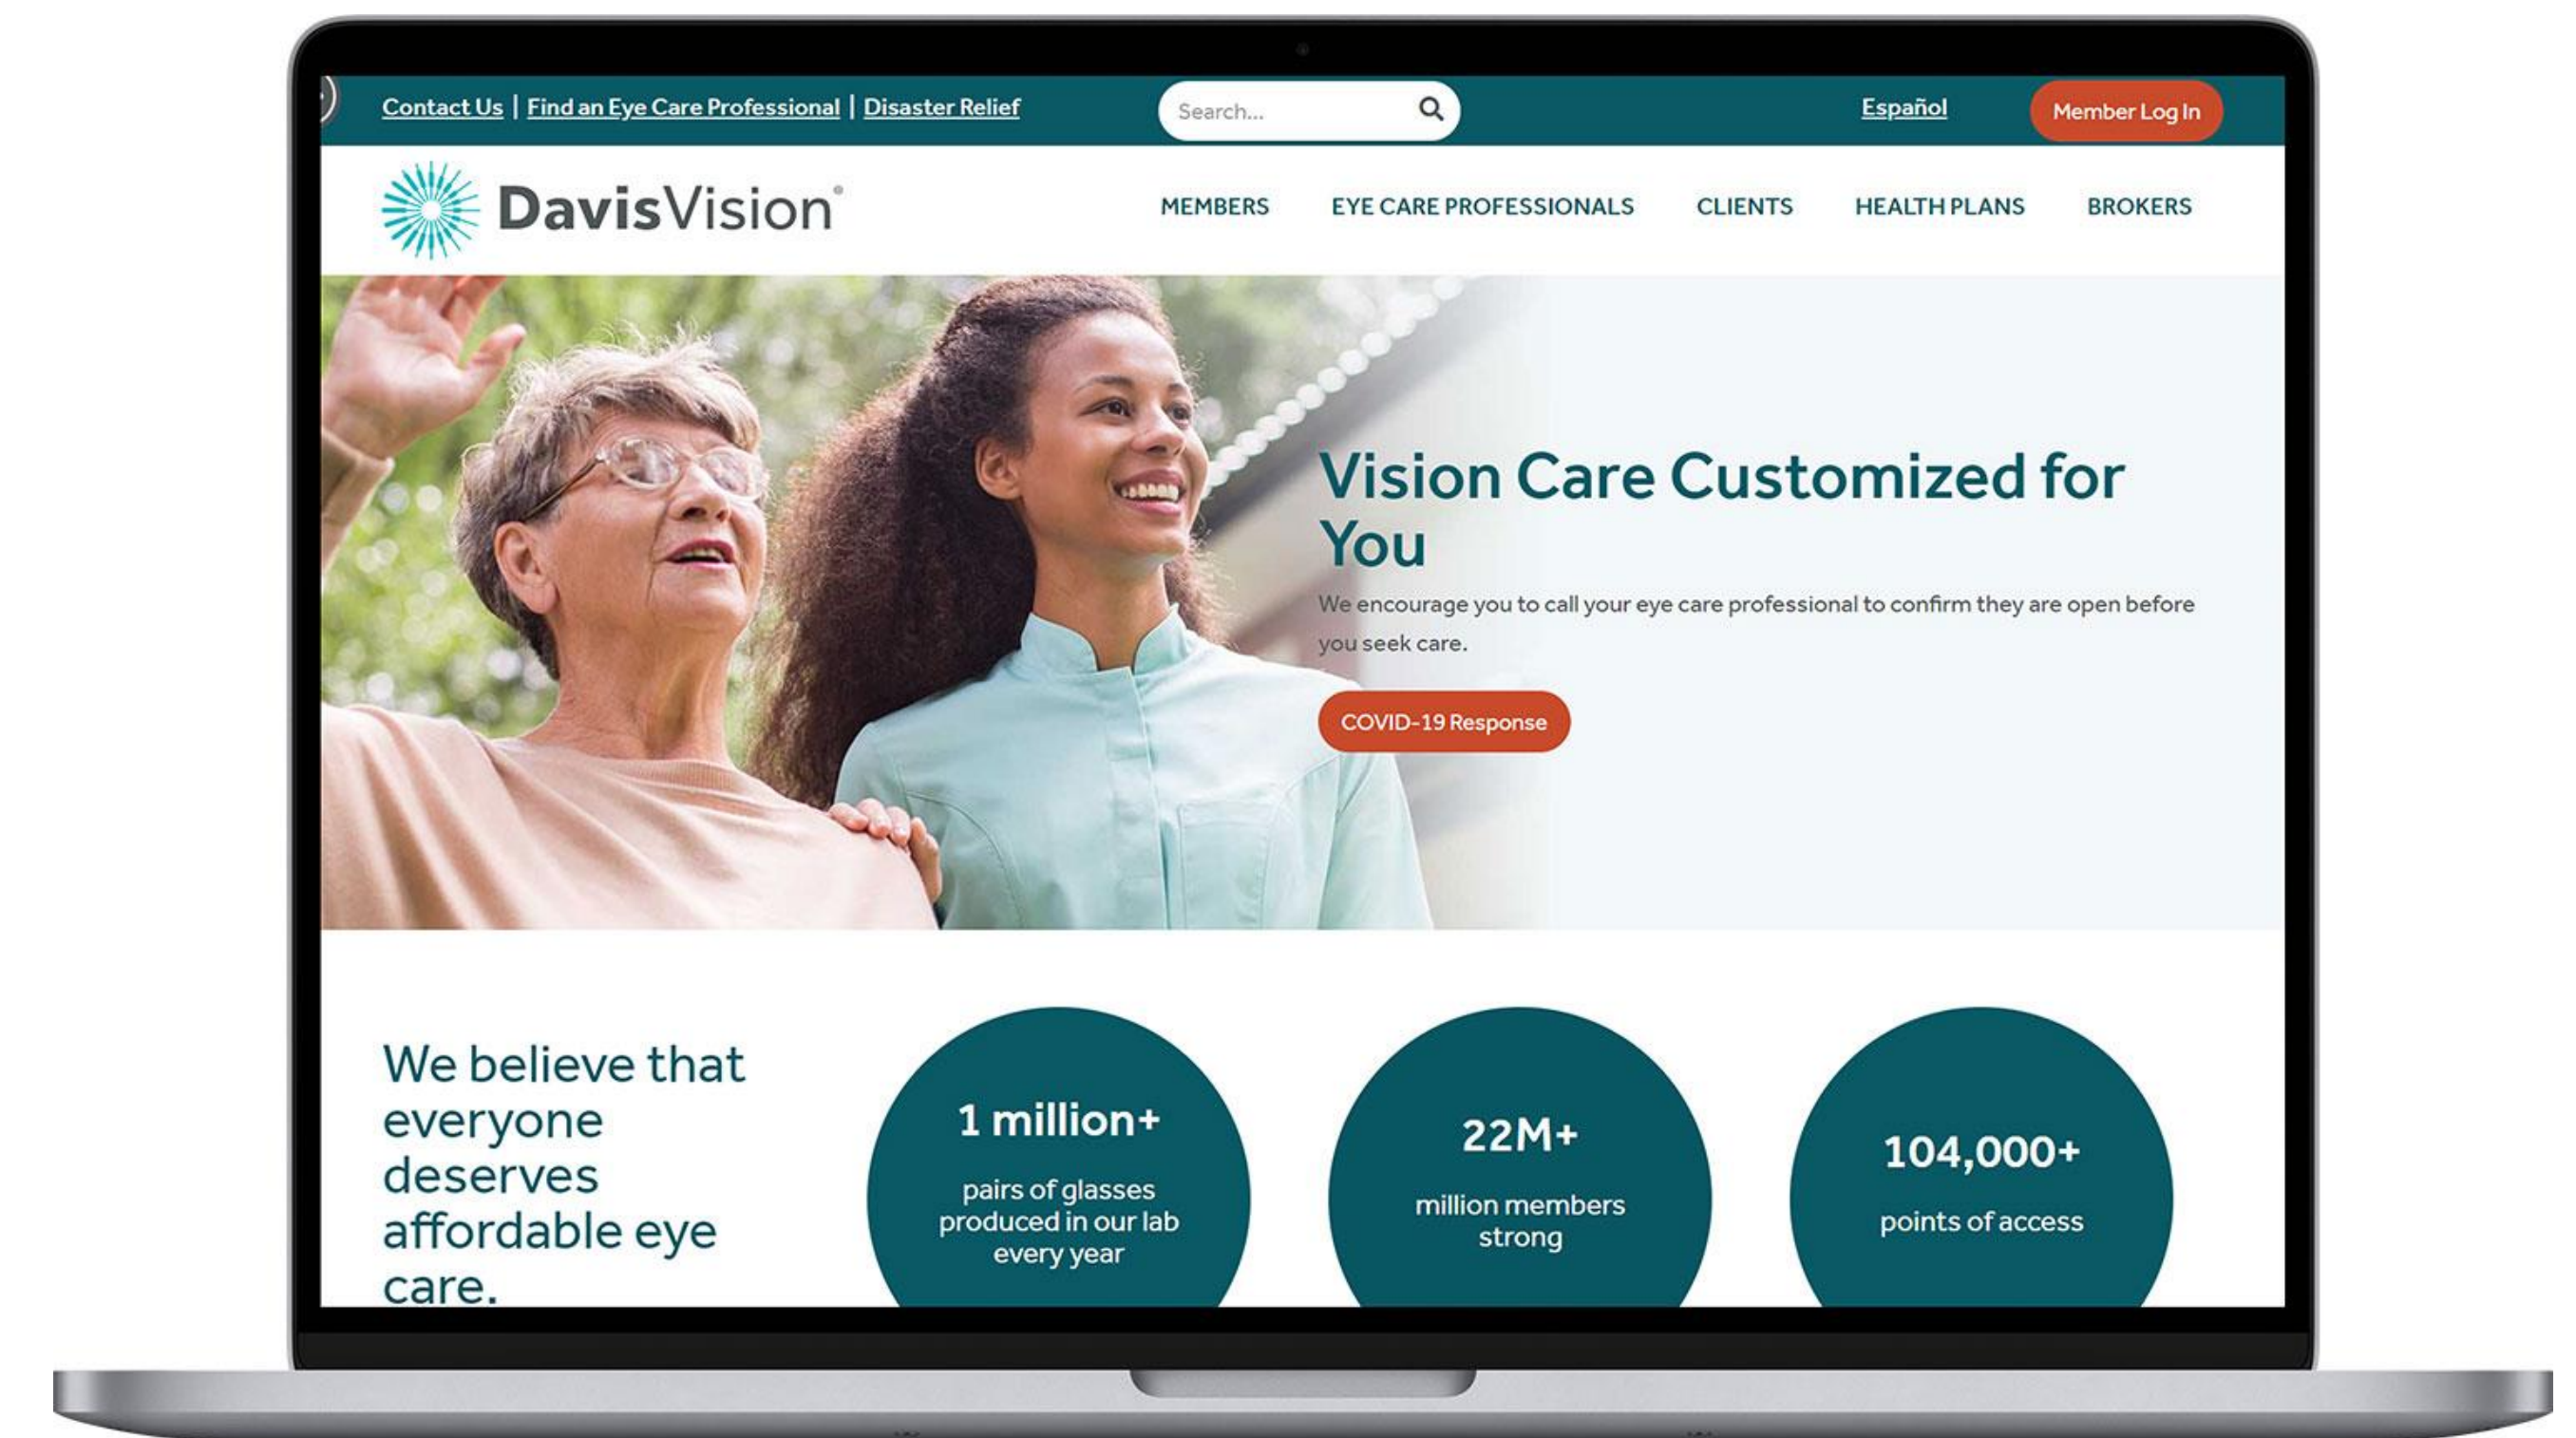 Contact Us | Find an Eye Care Professional | Disaster Relief
Search...
Español
Member Log In
DavisVision®
MEMBERS
EYE CARE PROFESSIONALS
CLIENTS
HEALTH PLANS
BROKERS
Vision Care Customized for
You
We encourage you to call your eye care professional to confirm they are open before
you seek care.
COVID-19 Response
We believe that
everyone
deserves
affordable eye
care.
1 million+
pairs of glasses
produced in our lab
every year
22M+
million members
strong
104,000+
points of access